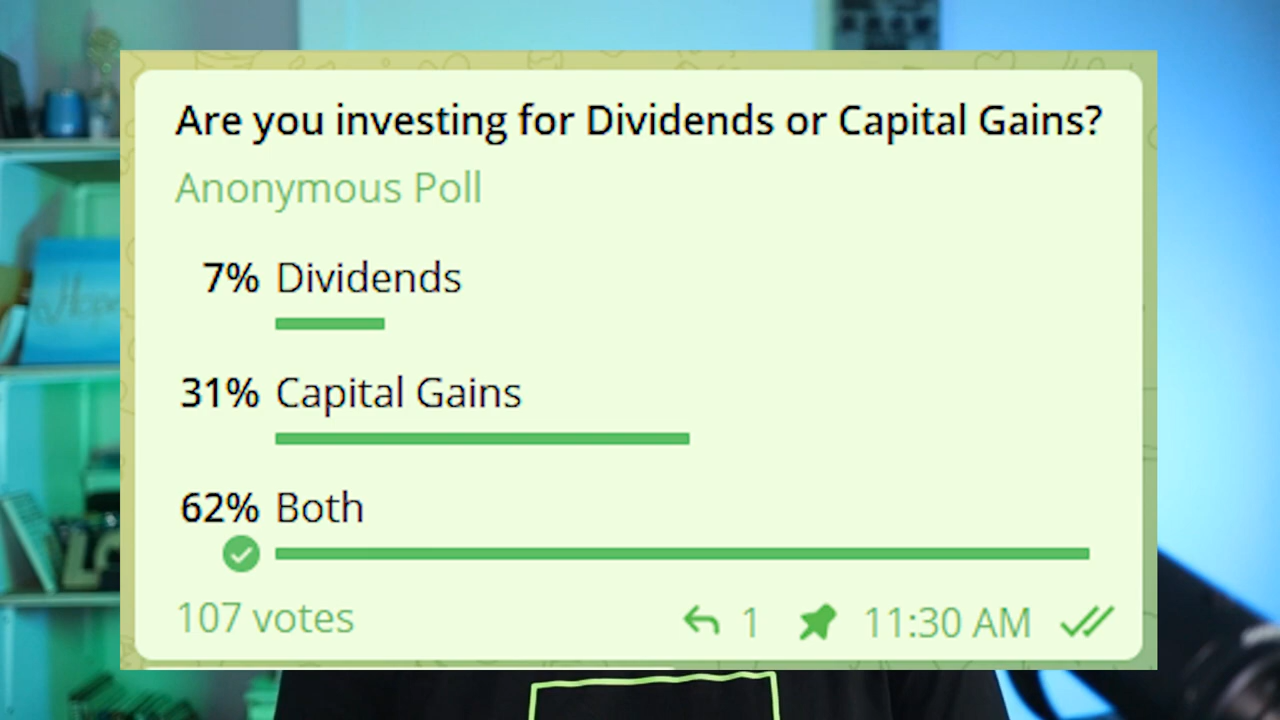 Are you investing for Dividends or Capital Gains?
Anonymous Poll
7% Dividends
31% Capital Gains
62% Both
107 votes 1 11:30 AM